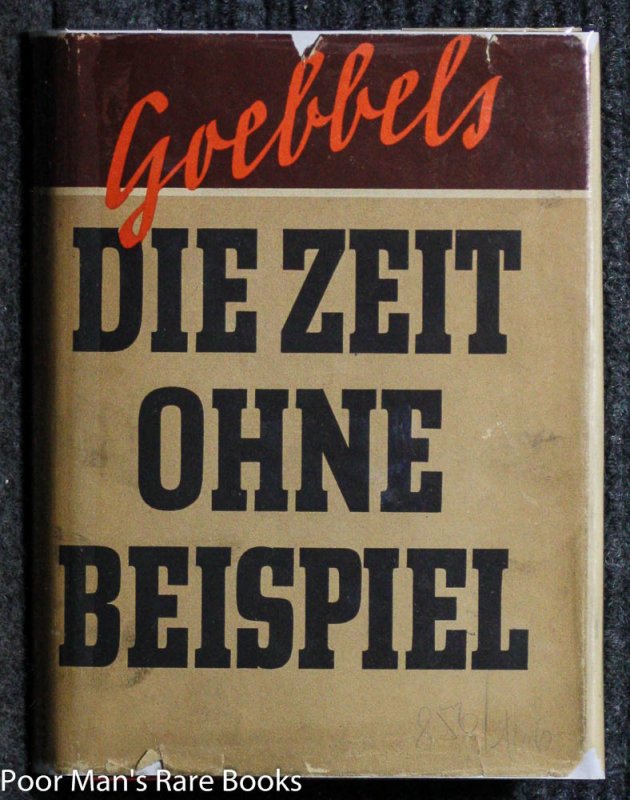 Goebbels
DIE ZEIT
OHNE
BEISPIEL
Poor Man's Rare Books